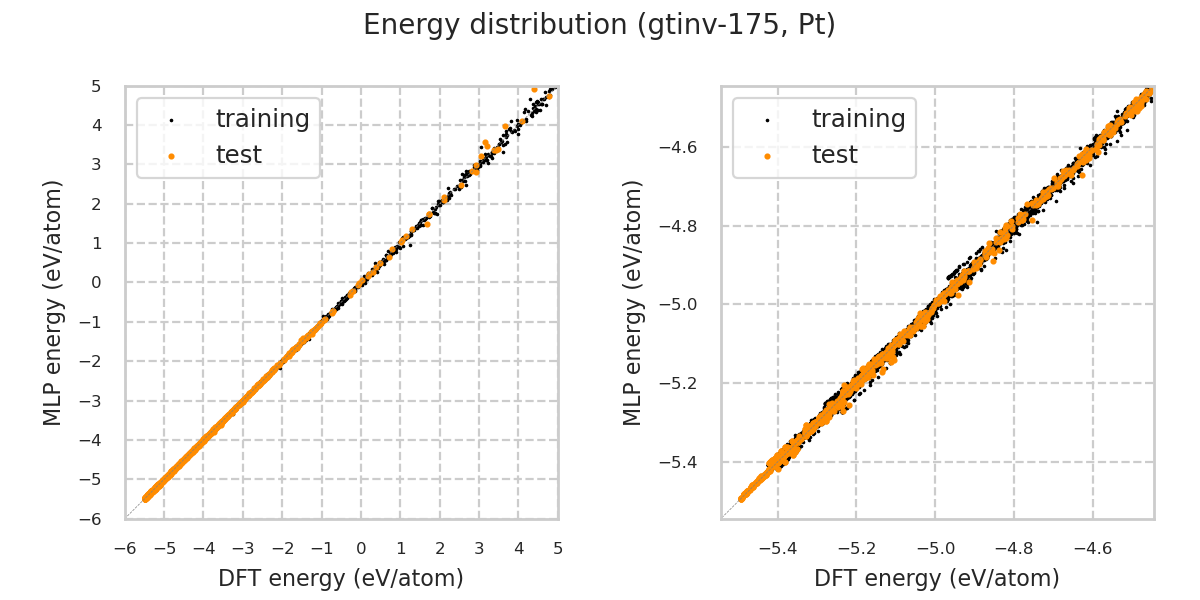 Energy distribution (gtinv-175, Pt)
5
4
3
2
1
0
−1
−2
−3
−4
−5
−6
MLP energy (eV/atom)
training
test
−6 −5 −4 −3 −2 −1 0 1 2 3 4 5
DFT energy (eV/atom)
−4.6
−4.8
−5.0
−5.2
−5.4
MLP energy (eV/atom)
training
test
−5.4 −5.2 −5.0 −4.8 −4.6
DFT energy (eV/atom)